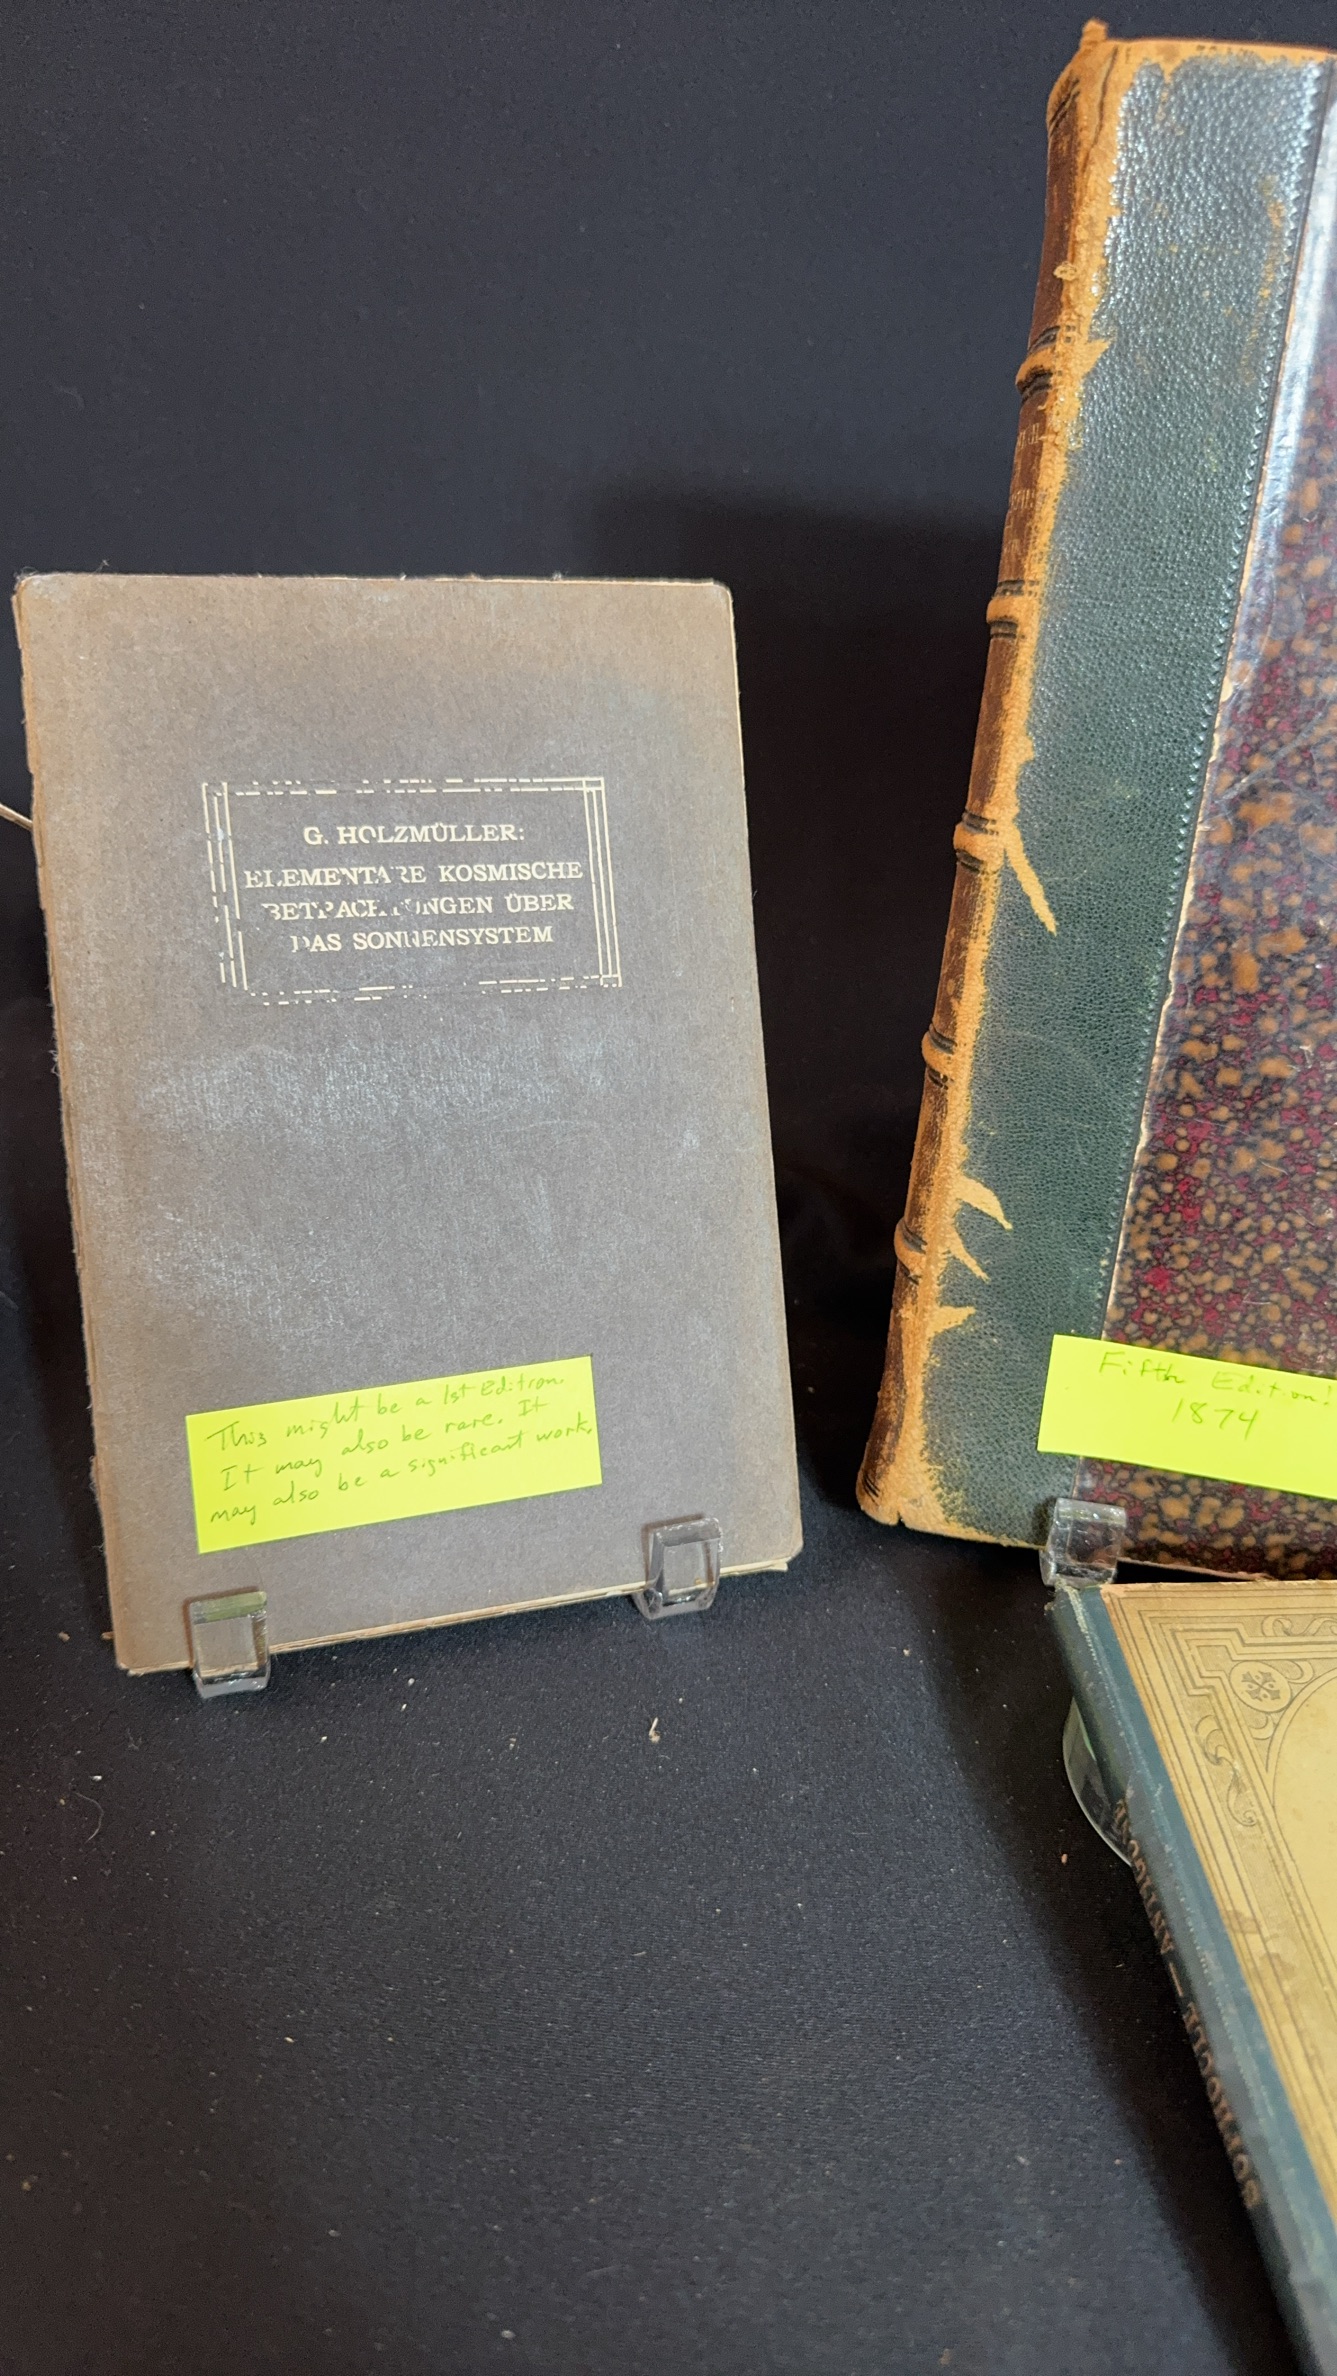 G. HOLZMÜLLER:
ELEMENTARE KOSMISCHE
BETRACHTUNGEN ÜBER
DAS SONNENSYSTEM
This might be a 1st Edition.
It may also be rare. It
may also be a significant work.
Fifth Edition!
1874